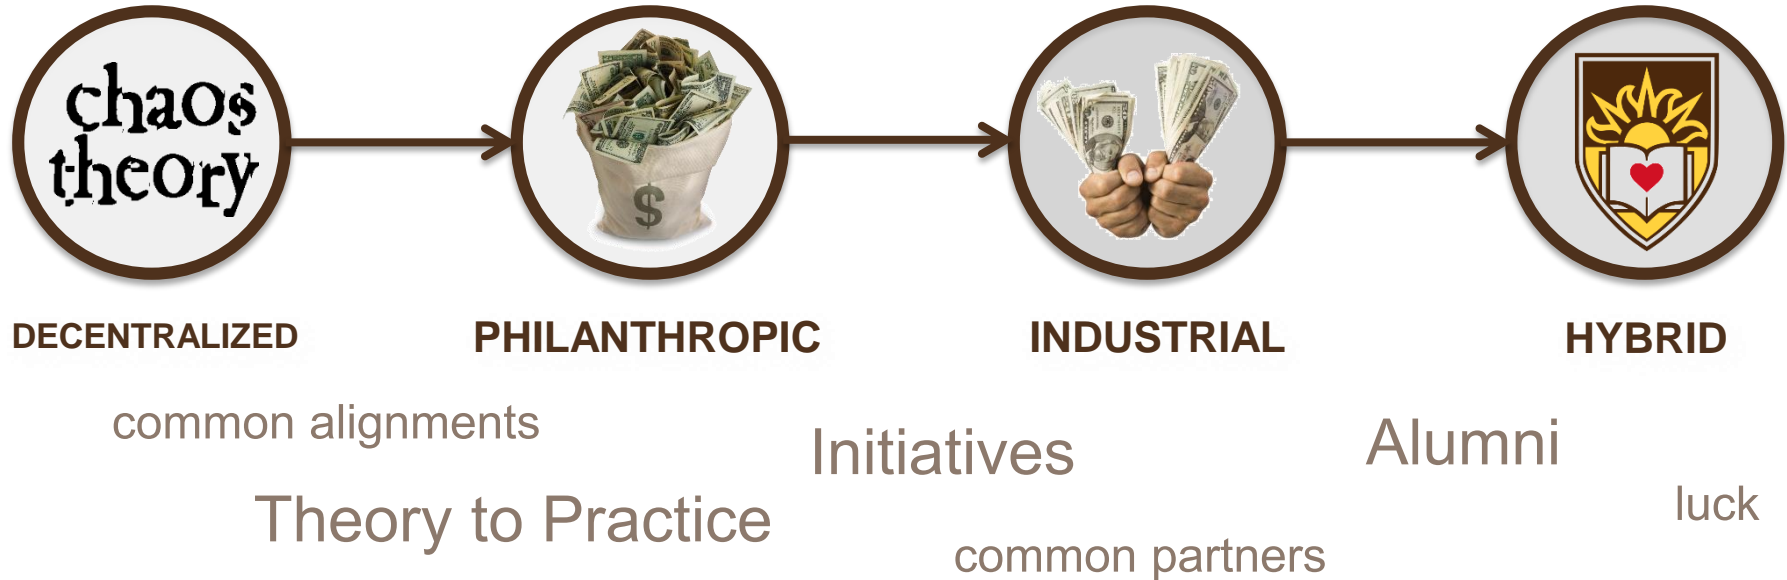 chaos
theory
$
DECENTRALIZED
PHILANTHROPIC
INDUSTRIAL
HYBRID
common alignments
Initiatives
Alumni
Theory to Practice
luck
common partners